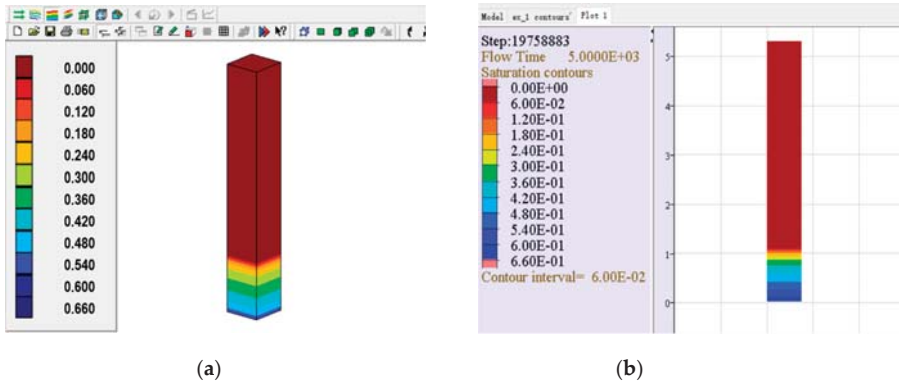 0.000
0.060
0.120
0.180
0.240
0.300
0.360
0.420
0.480
0.540
0.600
0.660
(a)
Model
contours
Plot 1
Step:19758883
Flow Time 5.0000E+03
Saturation contours
0.00E+00
6.00E-02
1.20E-01
1.80E-01
2.40E-01
3.00E-01
3.60E-01
4.20E-01
4.80E-01
5.40E-01
6.00E-01
6.60E-01
Contour interval= 6.00E-02
5
4
3
2
1
0
(b)